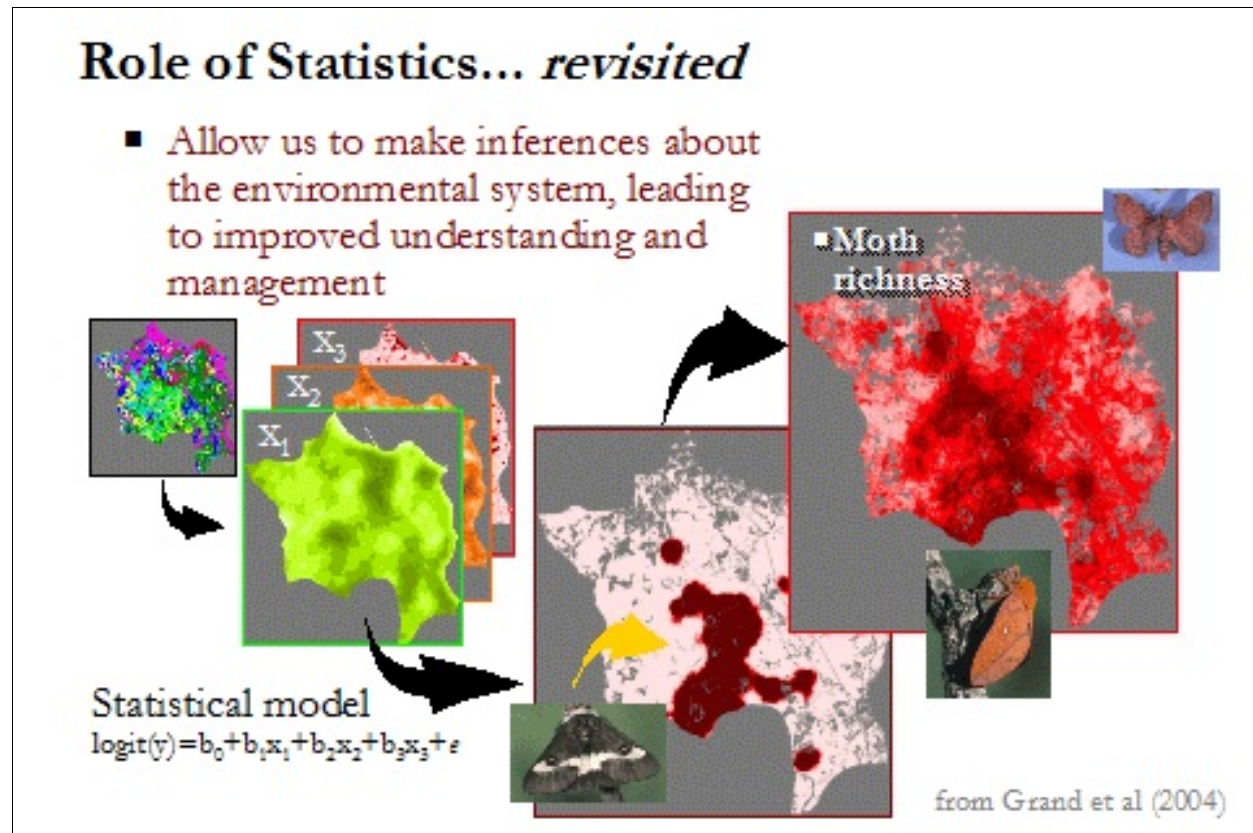 Role of Statistics... revisited
▪ Allow us to make inferences about
the environmental system, leading
to improved understanding and
management
▪ Moth
richness
X₃
X₂
X₁
Statistical model
logit(y)=b₀+b₁x₁+b₂x₂+b₃x₃+e
from Grand et al (2004)